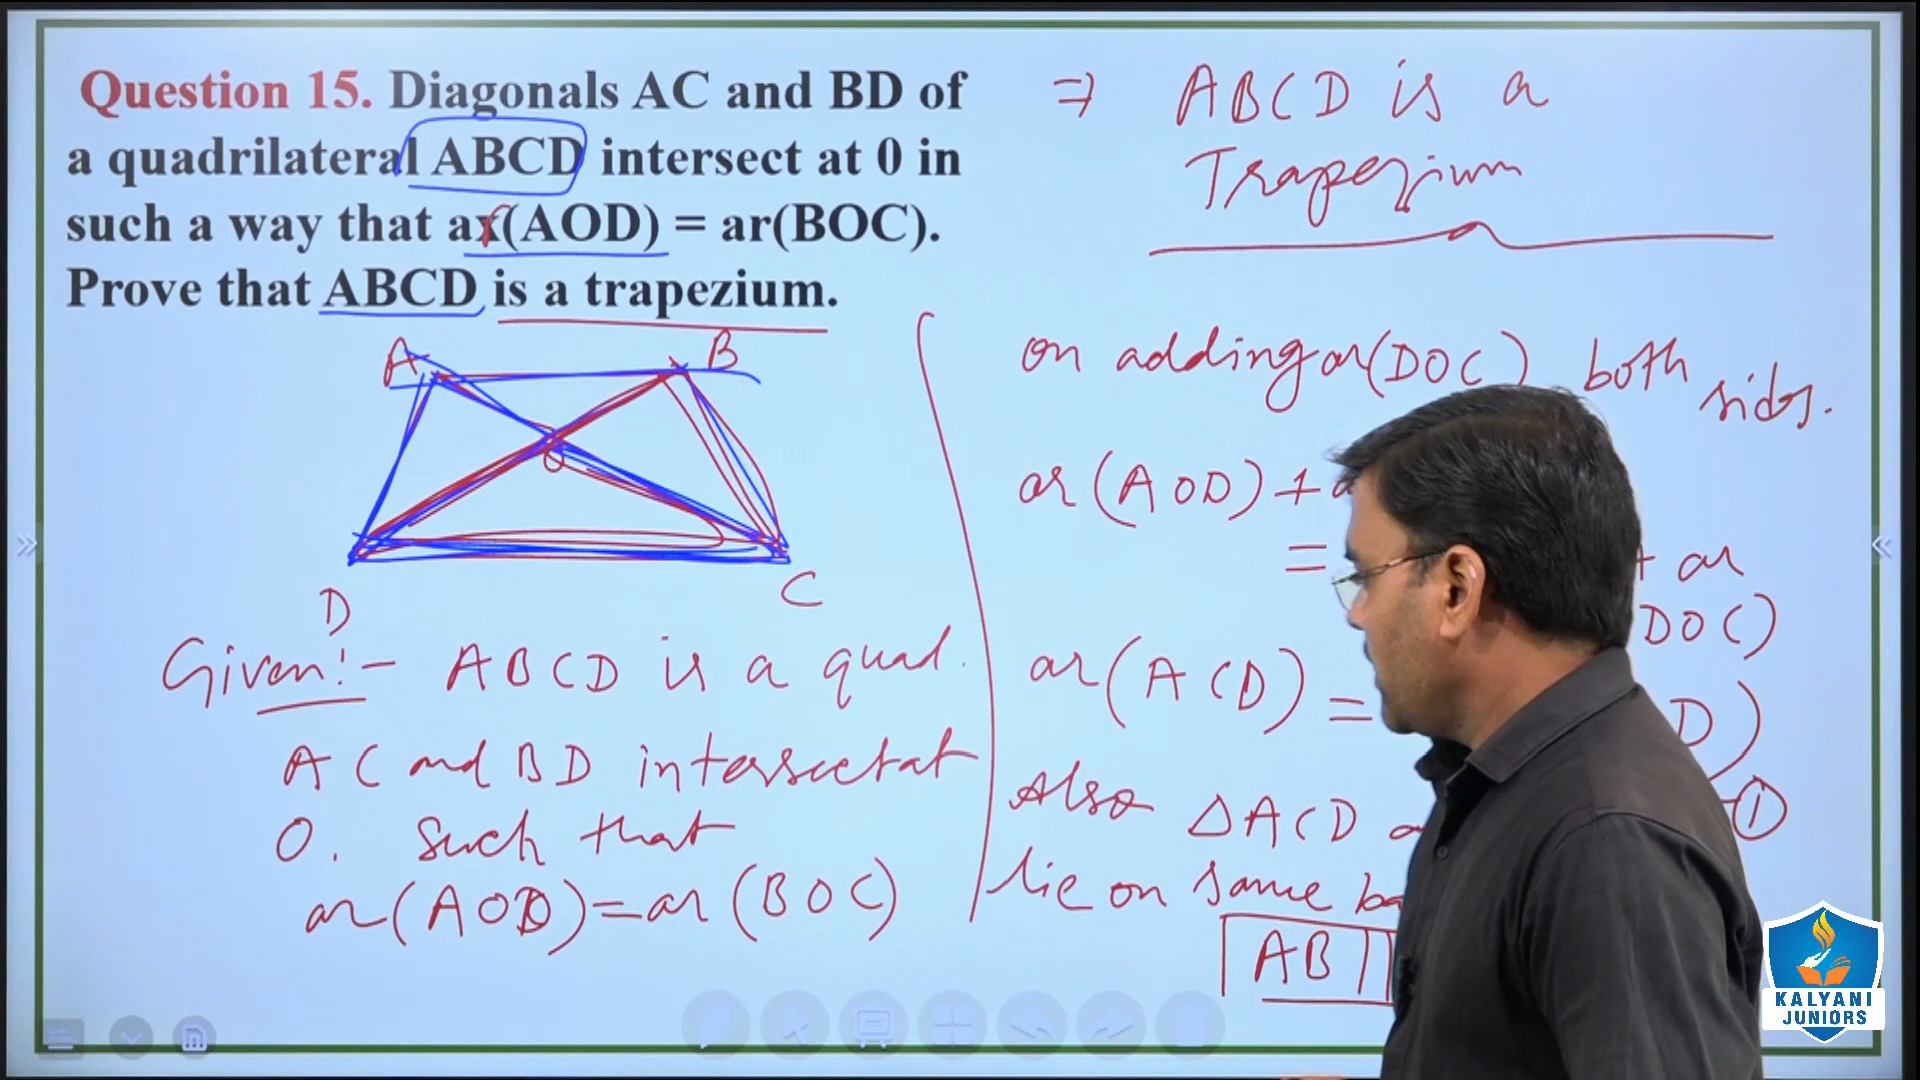 Question 15. Diagonals AC and BD of
a quadrilateral ABCD intersect at 0 in
such a way that ar(AOD) = ar(BOC).
Prove that ABCD is a trapezium.
A B
O
D C
Given:- ABCD is a quad.
AC and BD intersect at
O. Such that
ar(AOD)=ar(BOC)
⇒ ABCD is a
Trapezium
on adding ar(DOC) both
sides.
ar(AOD)+
= + ar
DOC)
ar(ACD) = D)
①
Also ΔACD
lie on same
AB ||
KALYANI
JUNIORS